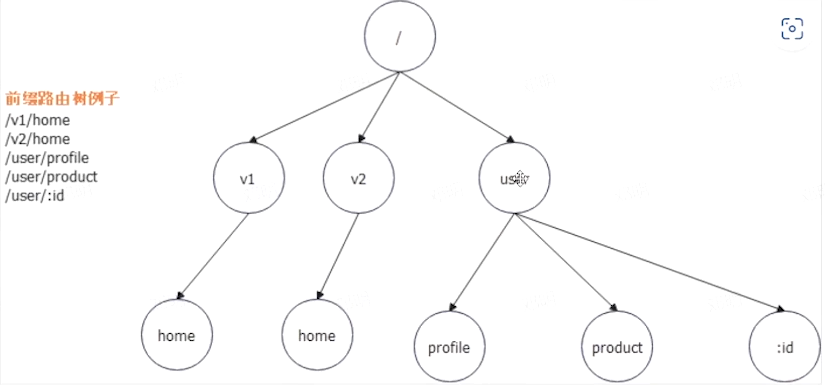 /
前缀路由树例子
/v1/home
/v2/home
/user/profile
/user/product
/user/:id
v1
v2
user
home
home
profile
product
:id